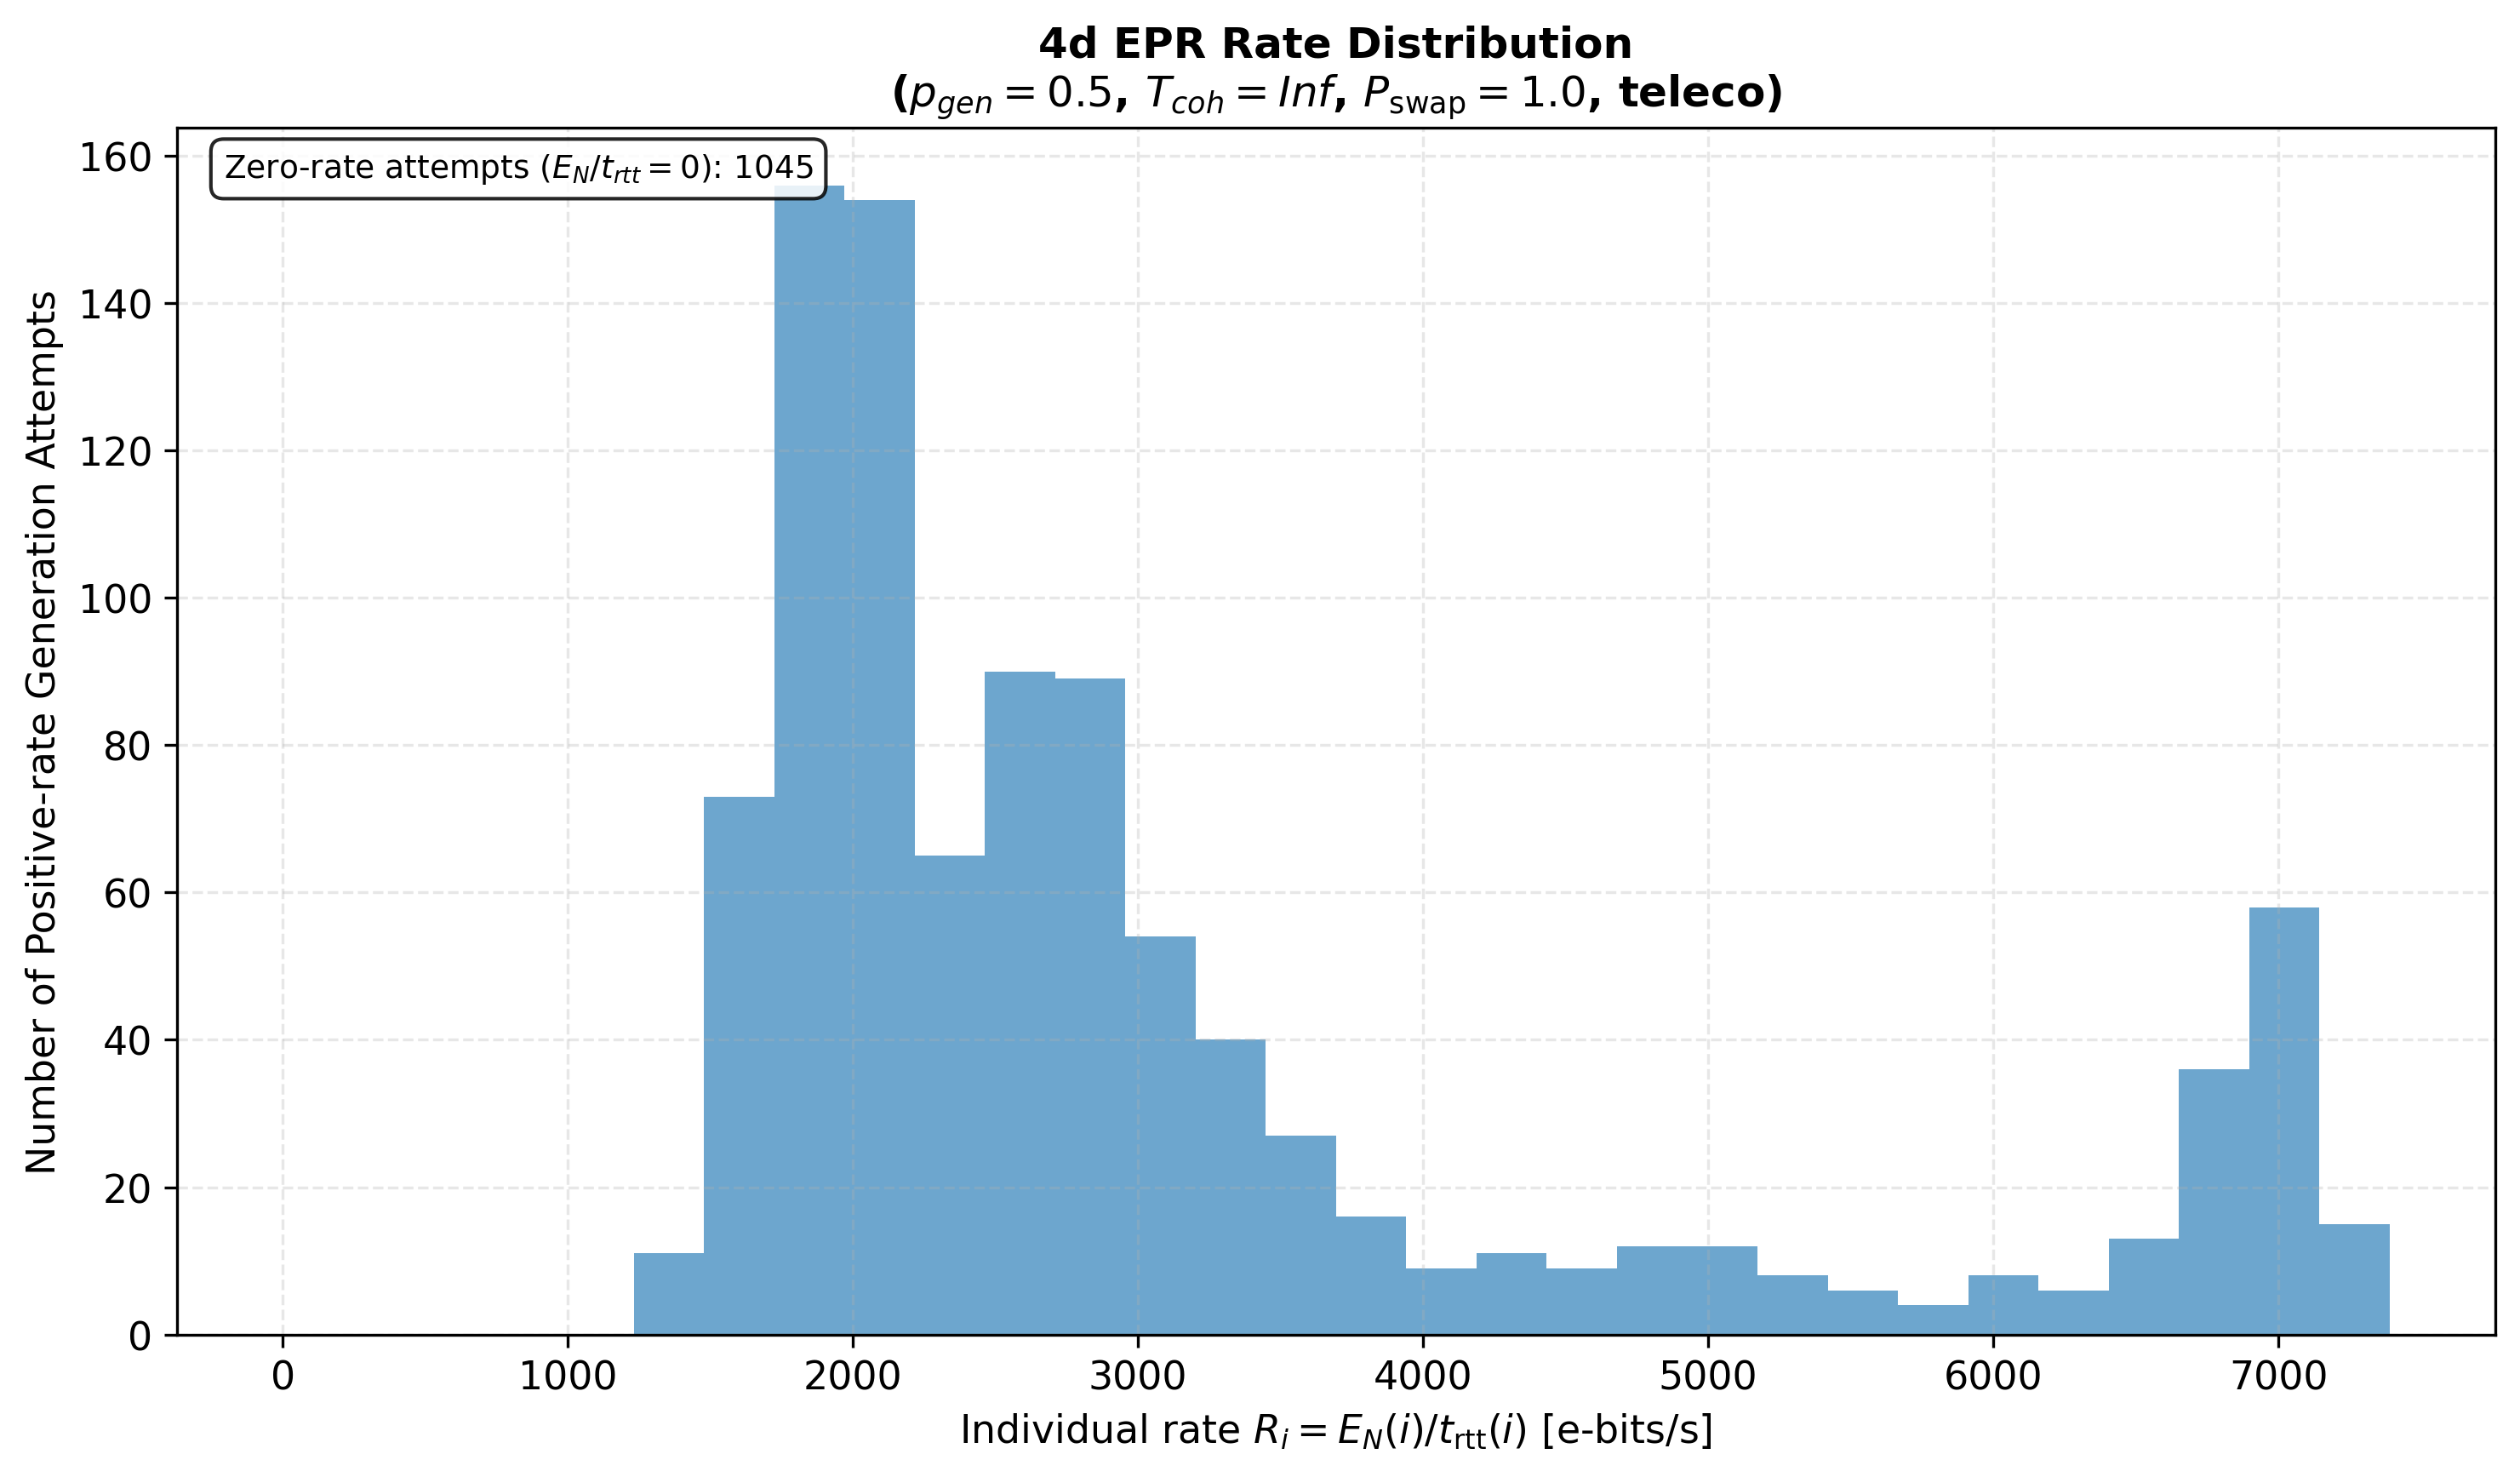 4d EPR Rate Distribution
(p_gen = 0.5, T_coh = Inf, P_swap = 1.0, teleco)
Zero-rate attempts (E_N/t_rtt = 0): 1045
160
140
120
100
80
60
40
20
0
Number of Positive-rate Generation Attempts
0 1000 2000 3000 4000 5000 6000 7000
Individual rate R_i = E_N(i)/t_rtt(i) [e-bits/s]